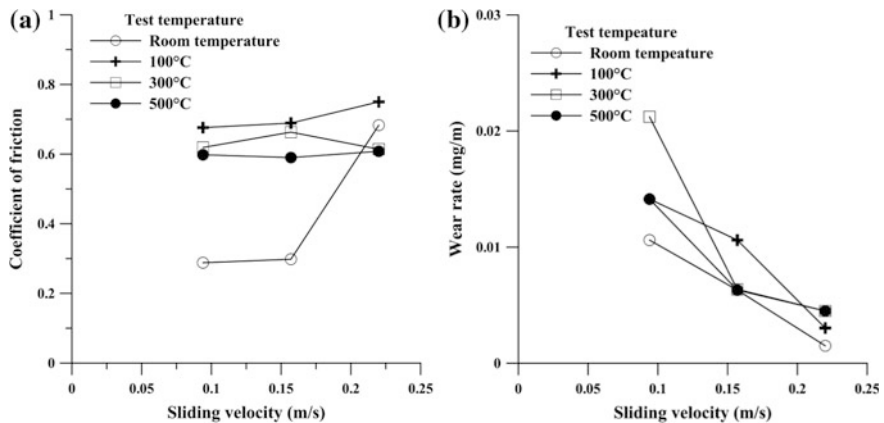 (a)
Test temperature
Room temperature
100°C
300°C
500°C
Coefficient of friction
1
0.8
0.6
0.4
0.2
0
0
0.05
0.1
0.15
0.2
0.25
Sliding velocity (m/s)
(b)
Test tempeature
Room tempeature
100°C
300°C
500°C
Wear rate (mg/m)
0.03
0.02
0.01
0
0
0.05
0.1
0.15
0.2
0.25
Sliding velocity (m/s)